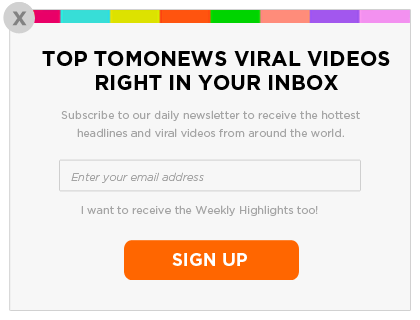 X
TOP TOMONEWS VIRAL VIDEOS
RIGHT IN YOUR INBOX
Subscribe to our daily newsletter to receive the hottest
headlines and viral videos from around the world.
Enter your email address
I want to receive the Weekly Highlights too!
SIGN UP